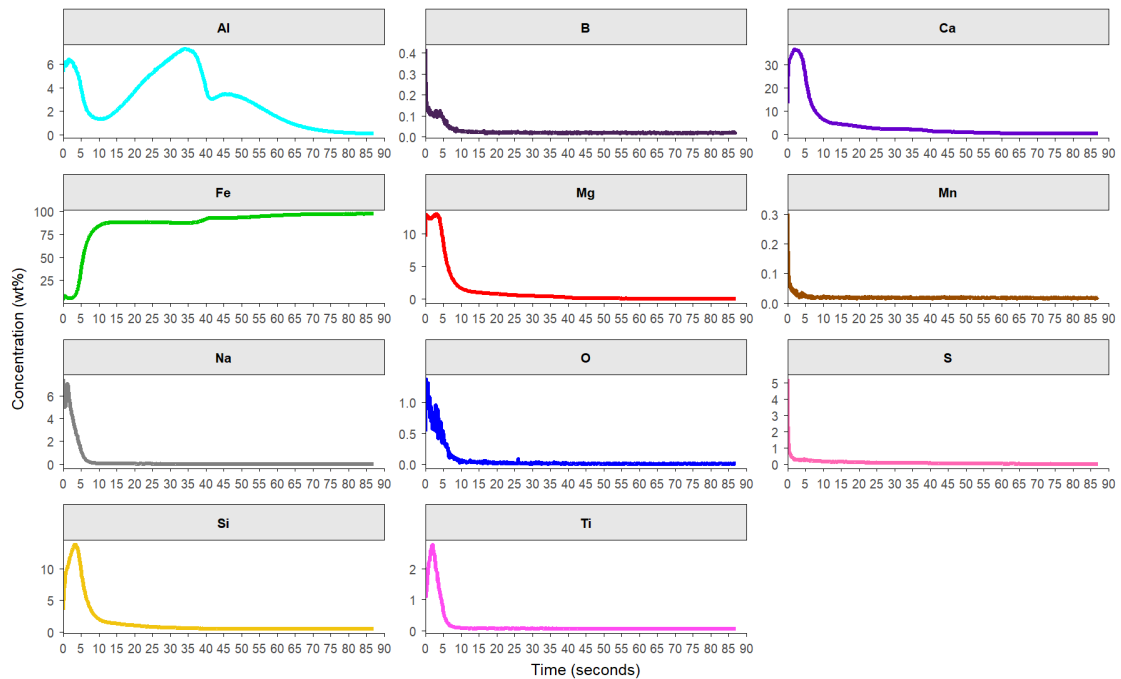 Al B Ca
6 4 2 0
0 5 10 15 20 25 30 35 40 45 50 55 60 65 70 75 80 85 90
0.4 0.3 0.2 0.1 0.0
0 5 10 15 20 25 30 35 40 45 50 55 60 65 70 75 80 85 90
30 20 10 0
0 5 10 15 20 25 30 35 40 45 50 55 60 65 70 75 80 85 90
Fe Mg Mn
100 75 50 25
0 5 10 15 20 25 30 35 40 45 50 55 60 65 70 75 80 85 90
10 5 0
0 5 10 15 20 25 30 35 40 45 50 55 60 65 70 75 80 85 90
0.3 0.2 0.1 0.0
0 5 10 15 20 25 30 35 40 45 50 55 60 65 70 75 80 85 90
Na O S
6 4 2 0
0 5 10 15 20 25 30 35 40 45 50 55 60 65 70 75 80 85 90
1.0 0.5 0.0
0 5 10 15 20 25 30 35 40 45 50 55 60 65 70 75 80 85 90
5 4 3 2 1 0
0 5 10 15 20 25 30 35 40 45 50 55 60 65 70 75 80 85 90
Si Ti
10 5 0
0 5 10 15 20 25 30 35 40 45 50 55 60 65 70 75 80 85 90
2 1 0
0 5 10 15 20 25 30 35 40 45 50 55 60 65 70 75 80 85 90
Concentration (wt%)
Time (seconds)